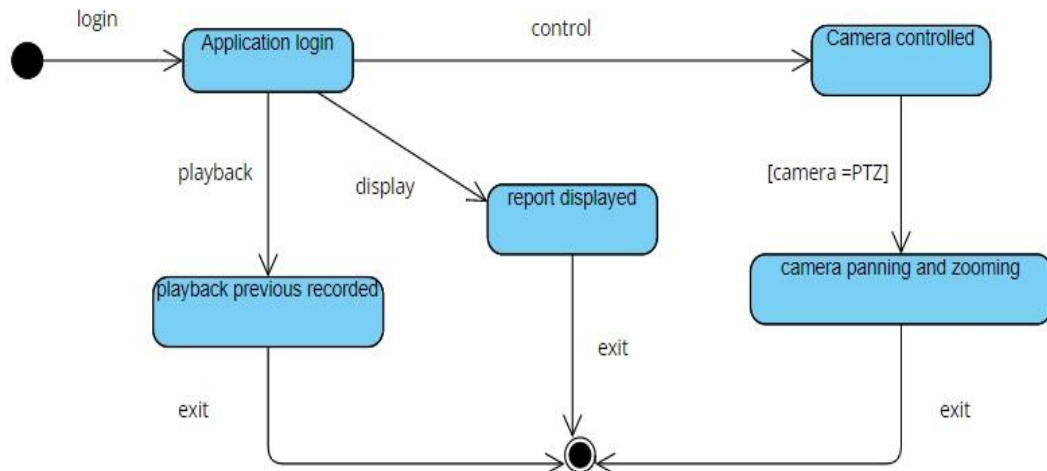 login
Application login
control
Camera controlled
playback
display
[camera =PTZ]
report displayed
camera panning and zooming
playback previous recorded
exit
exit
exit